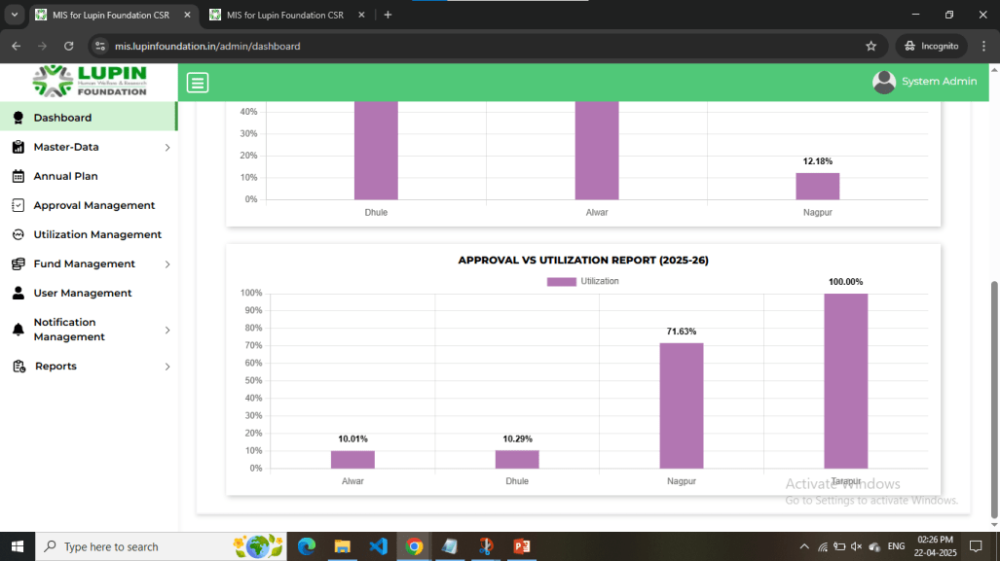 MIS for Lupin Foundation CSR
MIS for Lupin Foundation CSR
mis.lupinfoundation.in/admin/dashboard
Incognito
LUPIN
Human Welfare & Research
FOUNDATION
System Admin
Dashboard
Master-Data
Annual Plan
Approval Management
Utilization Management
Fund Management
User Management
Notification
Management
Reports
40%
30%
20%
10%
0%
12.18%
Dhule
Alwar
Nagpur
APPROVAL VS UTILIZATION REPORT (2025-26)
Utilization
100%
90%
80%
70%
60%
50%
40%
30%
20%
10%
0%
10.01%
10.29%
71.63%
100.00%
Alwar
Dhule
Nagpur
Tarapur
Activate Windows
Go to Settings to activate Windows.
Type here to search
ENG
02:26 PM
22-04-2025